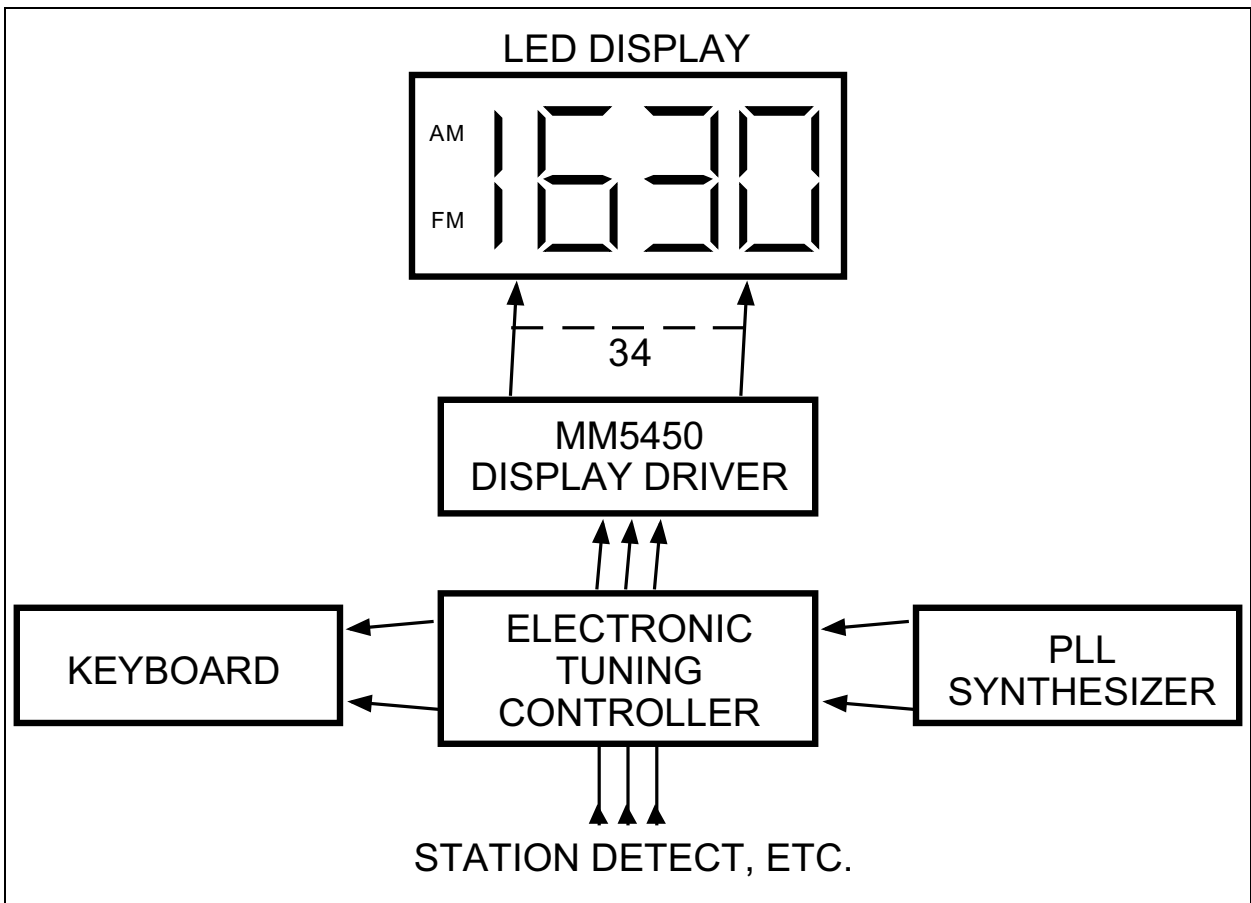 LED DISPLAY
AM
1630
FM
34
MM5450
DISPLAY DRIVER
KEYBOARD
ELECTRONIC
TUNING
CONTROLLER
PLL
SYNTHESIZER
STATION DETECT, ETC.